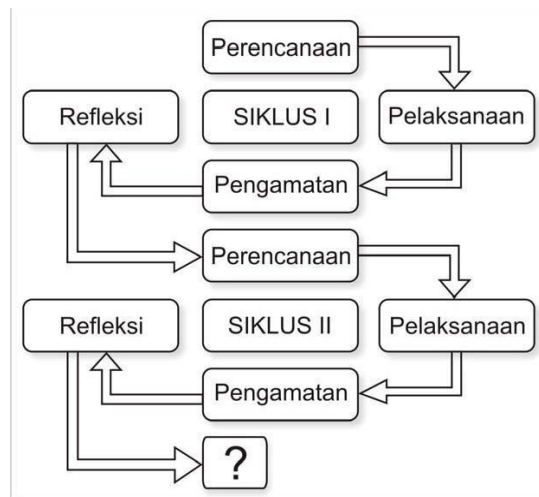 Perencanaan
Refleksi
SIKLUS I
Pelaksanaan
Pengamatan
Perencanaan
Refleksi
SIKLUS II
Pelaksanaan
Pengamatan
?